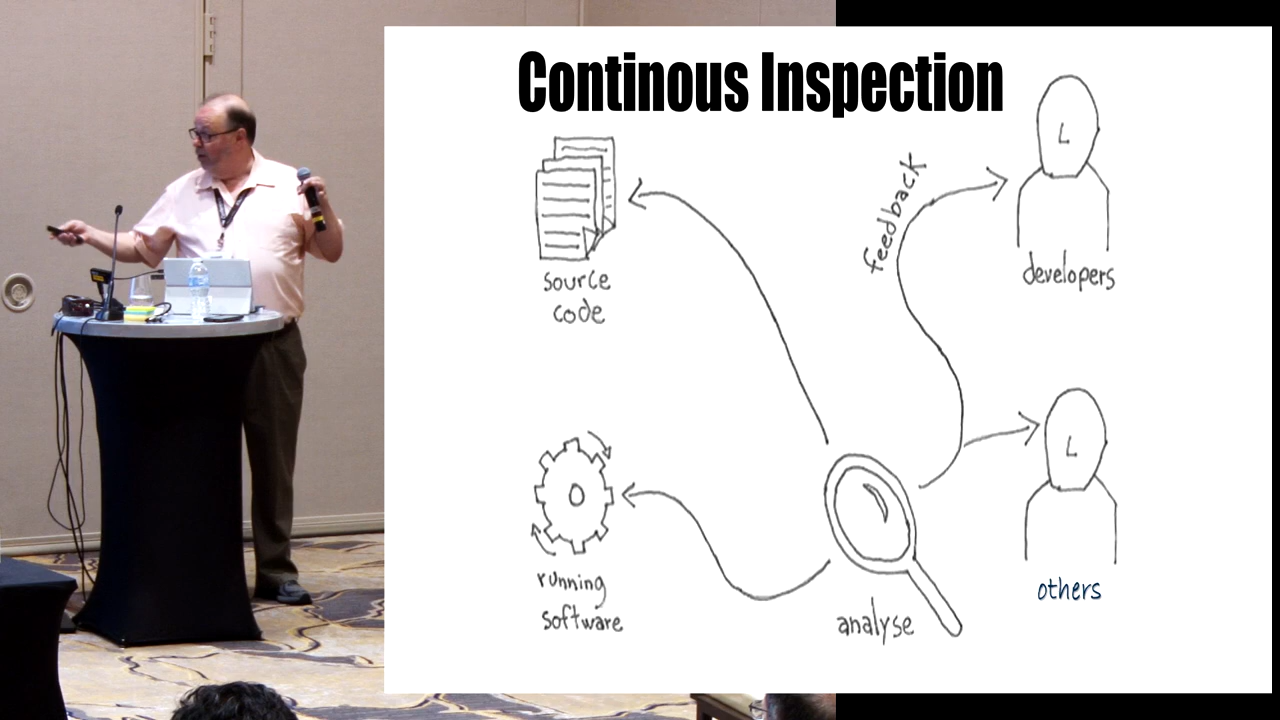 Continous Inspection
feedback
source
code
developers
running
software
analyse
others